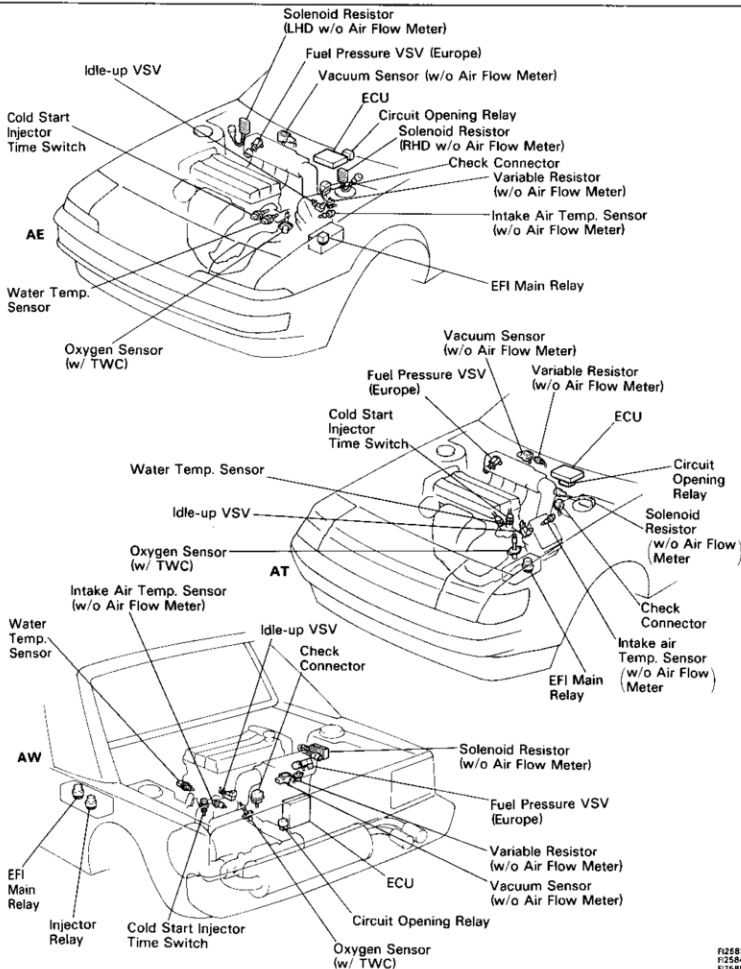 Solenoid Resistor
(LHD w/o Air Flow Meter)
Fuel Pressure VSV (Europe)
Idle-up VSV
Vacuum Sensor (w/o Air Flow Meter)
ECU
Cold Start
Injector
Time Switch
Circuit Opening Relay
Solenoid Resistor
(RHD w/o Air Flow Meter)
Check Connector
Variable Resistor
(w/o Air Flow Meter)
Intake Air Temp. Sensor
(w/o Air Flow Meter)
AE
EFI Main Relay
Water Temp.
Sensor
Oxygen Sensor
(w/ TWC)
Vacuum Sensor
(w/o Air Flow Meter)
Fuel Pressure VSV
(Europe)
Variable Resistor
(w/o Air Flow Meter)
Cold Start
Injector
Time Switch
ECU
Water Temp. Sensor
Circuit
Opening
Relay
Idle-up VSV
Solenoid
Resistor
(w/o Air Flow
Meter)
Oxygen Sensor
(w/ TWC)
AT
Check
Connector
Intake air
Temp. Sensor
(w/o Air Flow
Meter)
EFI Main
Relay
Intake Air Temp. Sensor
(w/o Air Flow Meter)
Water
Temp.
Sensor
Idle-up VSV
Check
Connector
AW
Solenoid Resistor
(w/o Air Flow Meter)
Fuel Pressure VSV
(Europe)
Variable Resistor
(w/o Air Flow Meter)
ECU
Vacuum Sensor
(w/o Air Flow Meter)
EFI
Main
Relay
Injector
Relay
Cold Start Injector
Time Switch
Circuit Opening Relay
Oxygen Sensor
(w/ TWC)